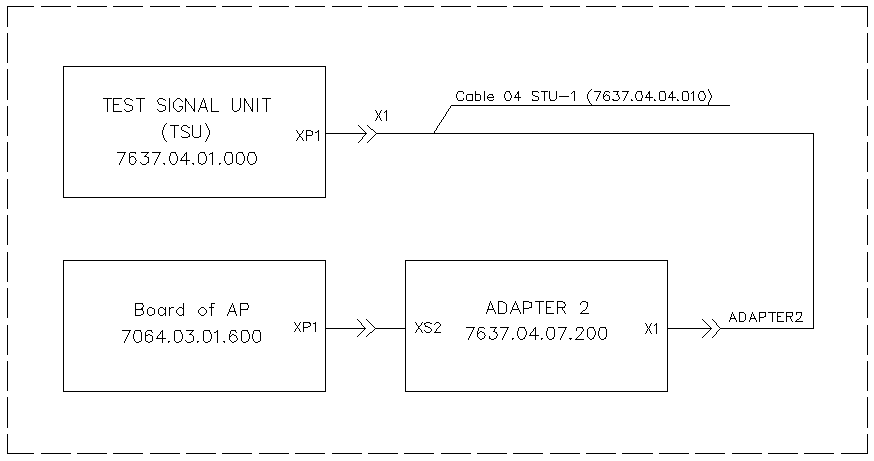 Cable 04 STU-1 (7637.04.04.010)
TEST SIGNAL UNIT
(TSU)
7637.04.01.000
XP1
X1
Board of AP
7064.03.01.600
XP1
XS2
ADAPTER 2
7637.04.07.200
X1
ADAPTER2